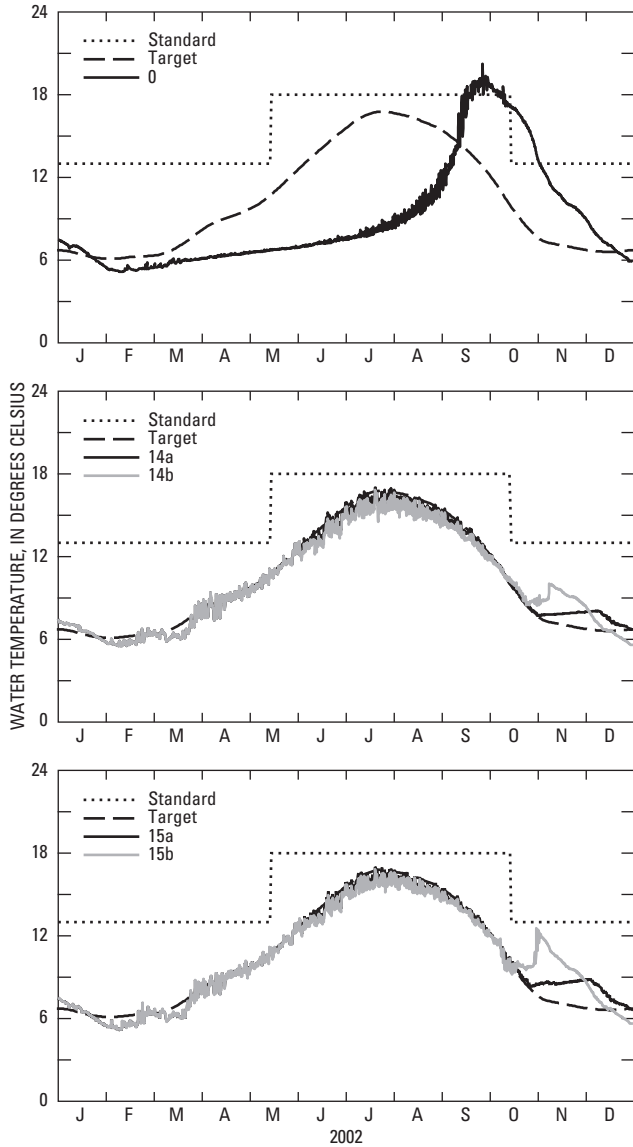 WATER TEMPERATURE, IN DEGREES CELSIUS
24
18
12
6
0
Standard
Target
0
J F M A M J J A S O N D
24
18
12
6
0
Standard
Target
14a
14b
J F M A M J J A S O N D
24
18
12
6
0
Standard
Target
15a
15b
J F M A M J J A S O N D
2002